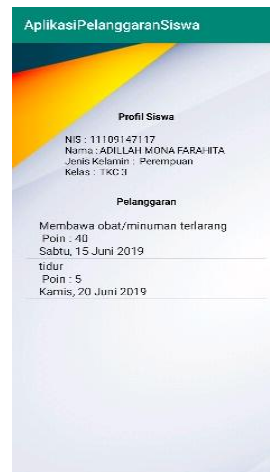 AplikasiPelanggaranSiswa
Profil Siswa
NIS : 11109147117
Nama : ADILLAH MONA FARAHITA
Jenis Kelamin : Perempuan
Kelas : TKC 3
Pelanggaran
Membawa obat/minuman terlarang
Poin : 40
Sabtu, 15 Juni 2019
tidur
Poin : 5
Kamis, 20 Juni 2019